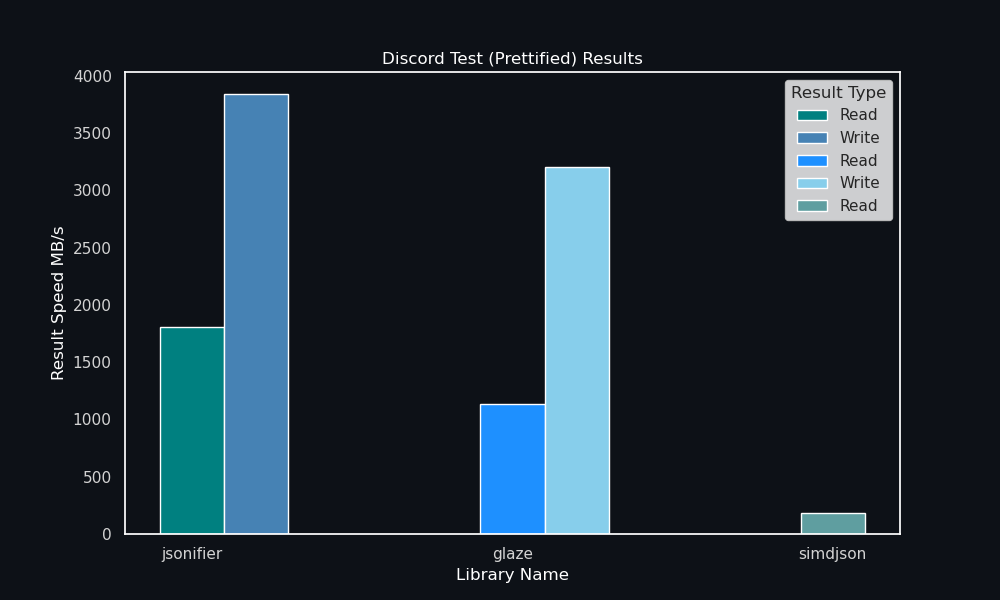 Discord Test (Prettified) Results
4000
3500
3000
2500
2000
1500
1000
500
0
Result Speed MB/s
Result Type
Read
Write
Read
Write
Read
jsonifier
glaze
simdjson
Library Name